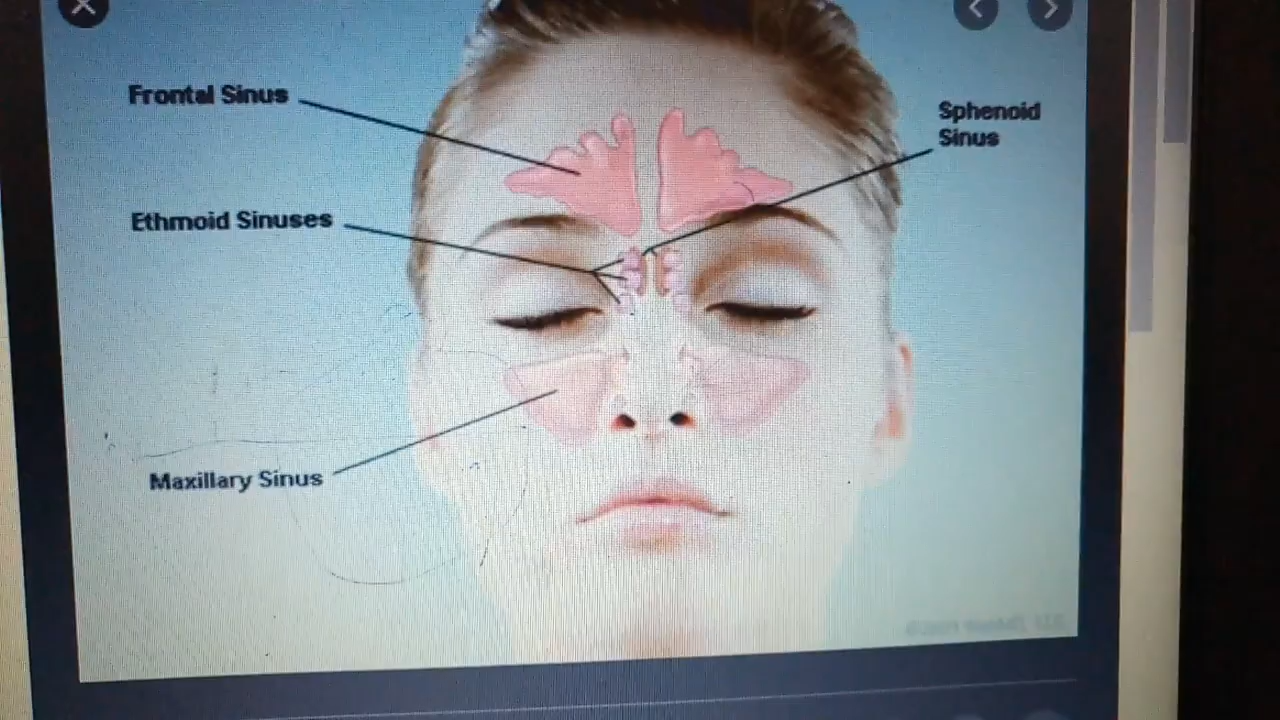 Frontal Sinus
Sphenoid
Sinus
Ethmoid Sinuses
Maxillary Sinus